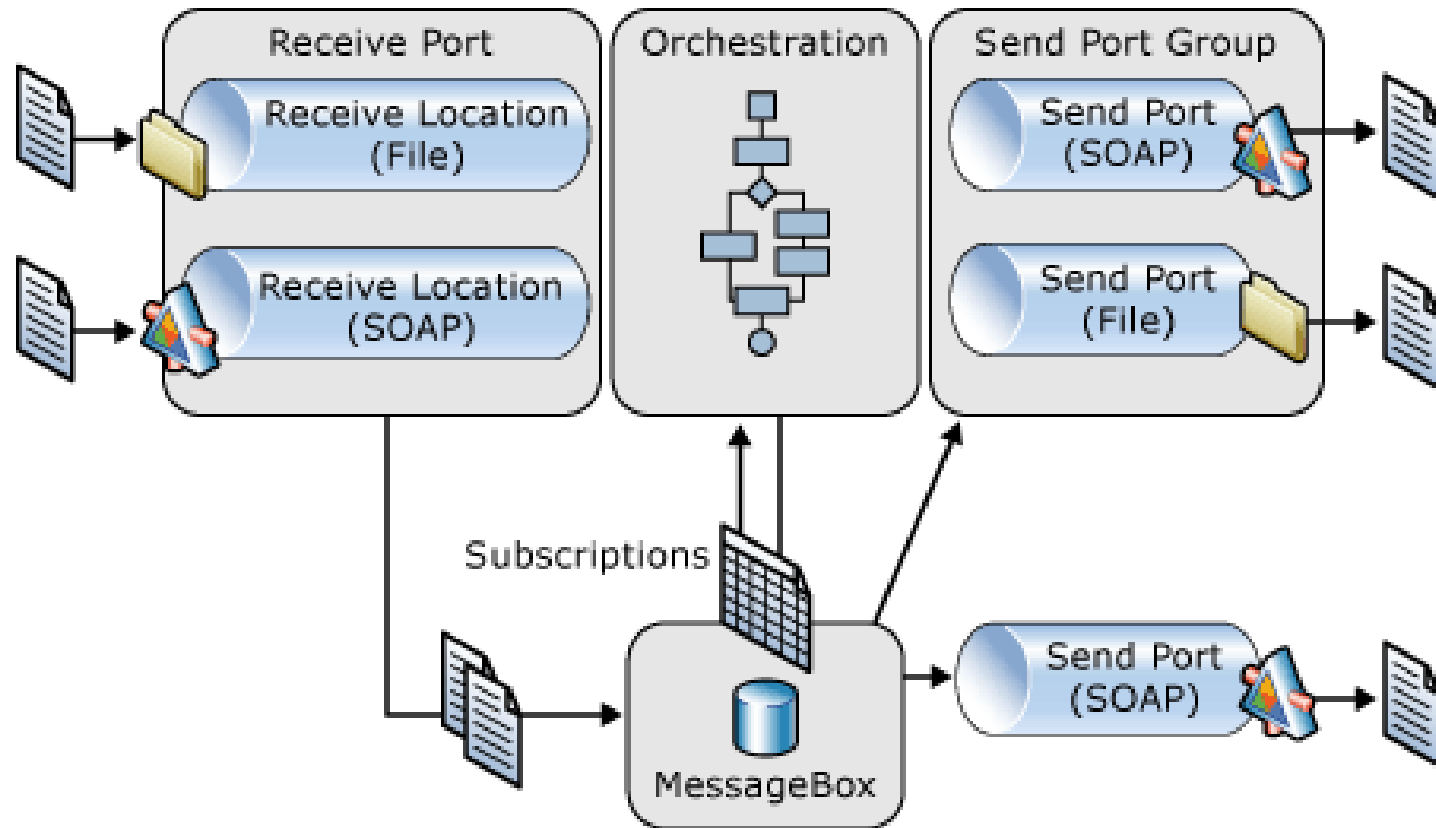 Receive Port
Orchestration
Send Port Group
Receive Location
(File)
Send Port
(SOAP)
Receive Location
(SOAP)
Send Port
(File)
Subscriptions
Send Port
(SOAP)
MessageBox